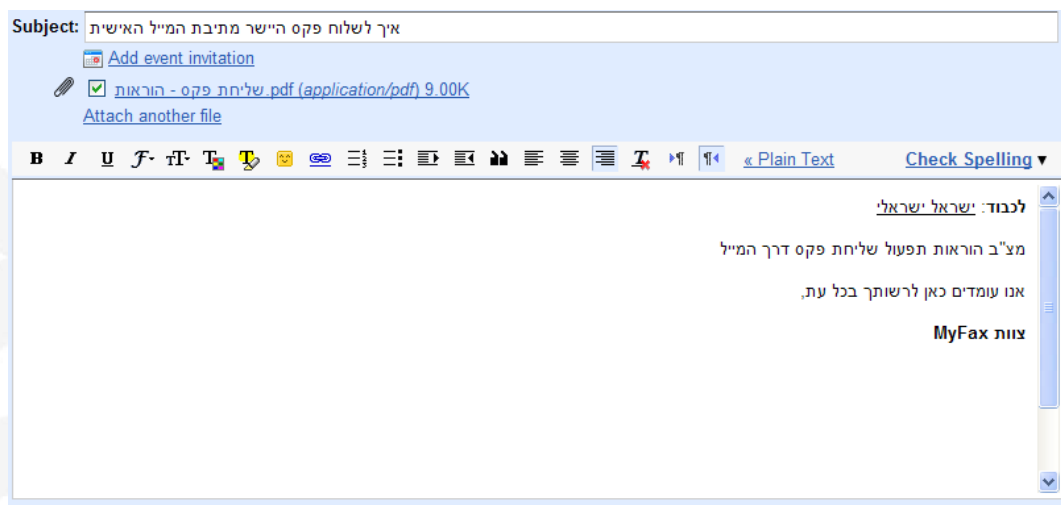 Subject: איך לשלוח פקס היישר מתיבת המייל האישית
Add event invitation
שליחת פקס - הוראות.pdf (application/pdf) 9.00K
Attach another file
B I U « Plain Text Check Spelling
לכבוד: ישראל ישראלי
מצ"ב הוראות תפעול שליחת פקס דרך המייל
אנו עומדים כאן לרשותך בכל עת,
צוות MyFax